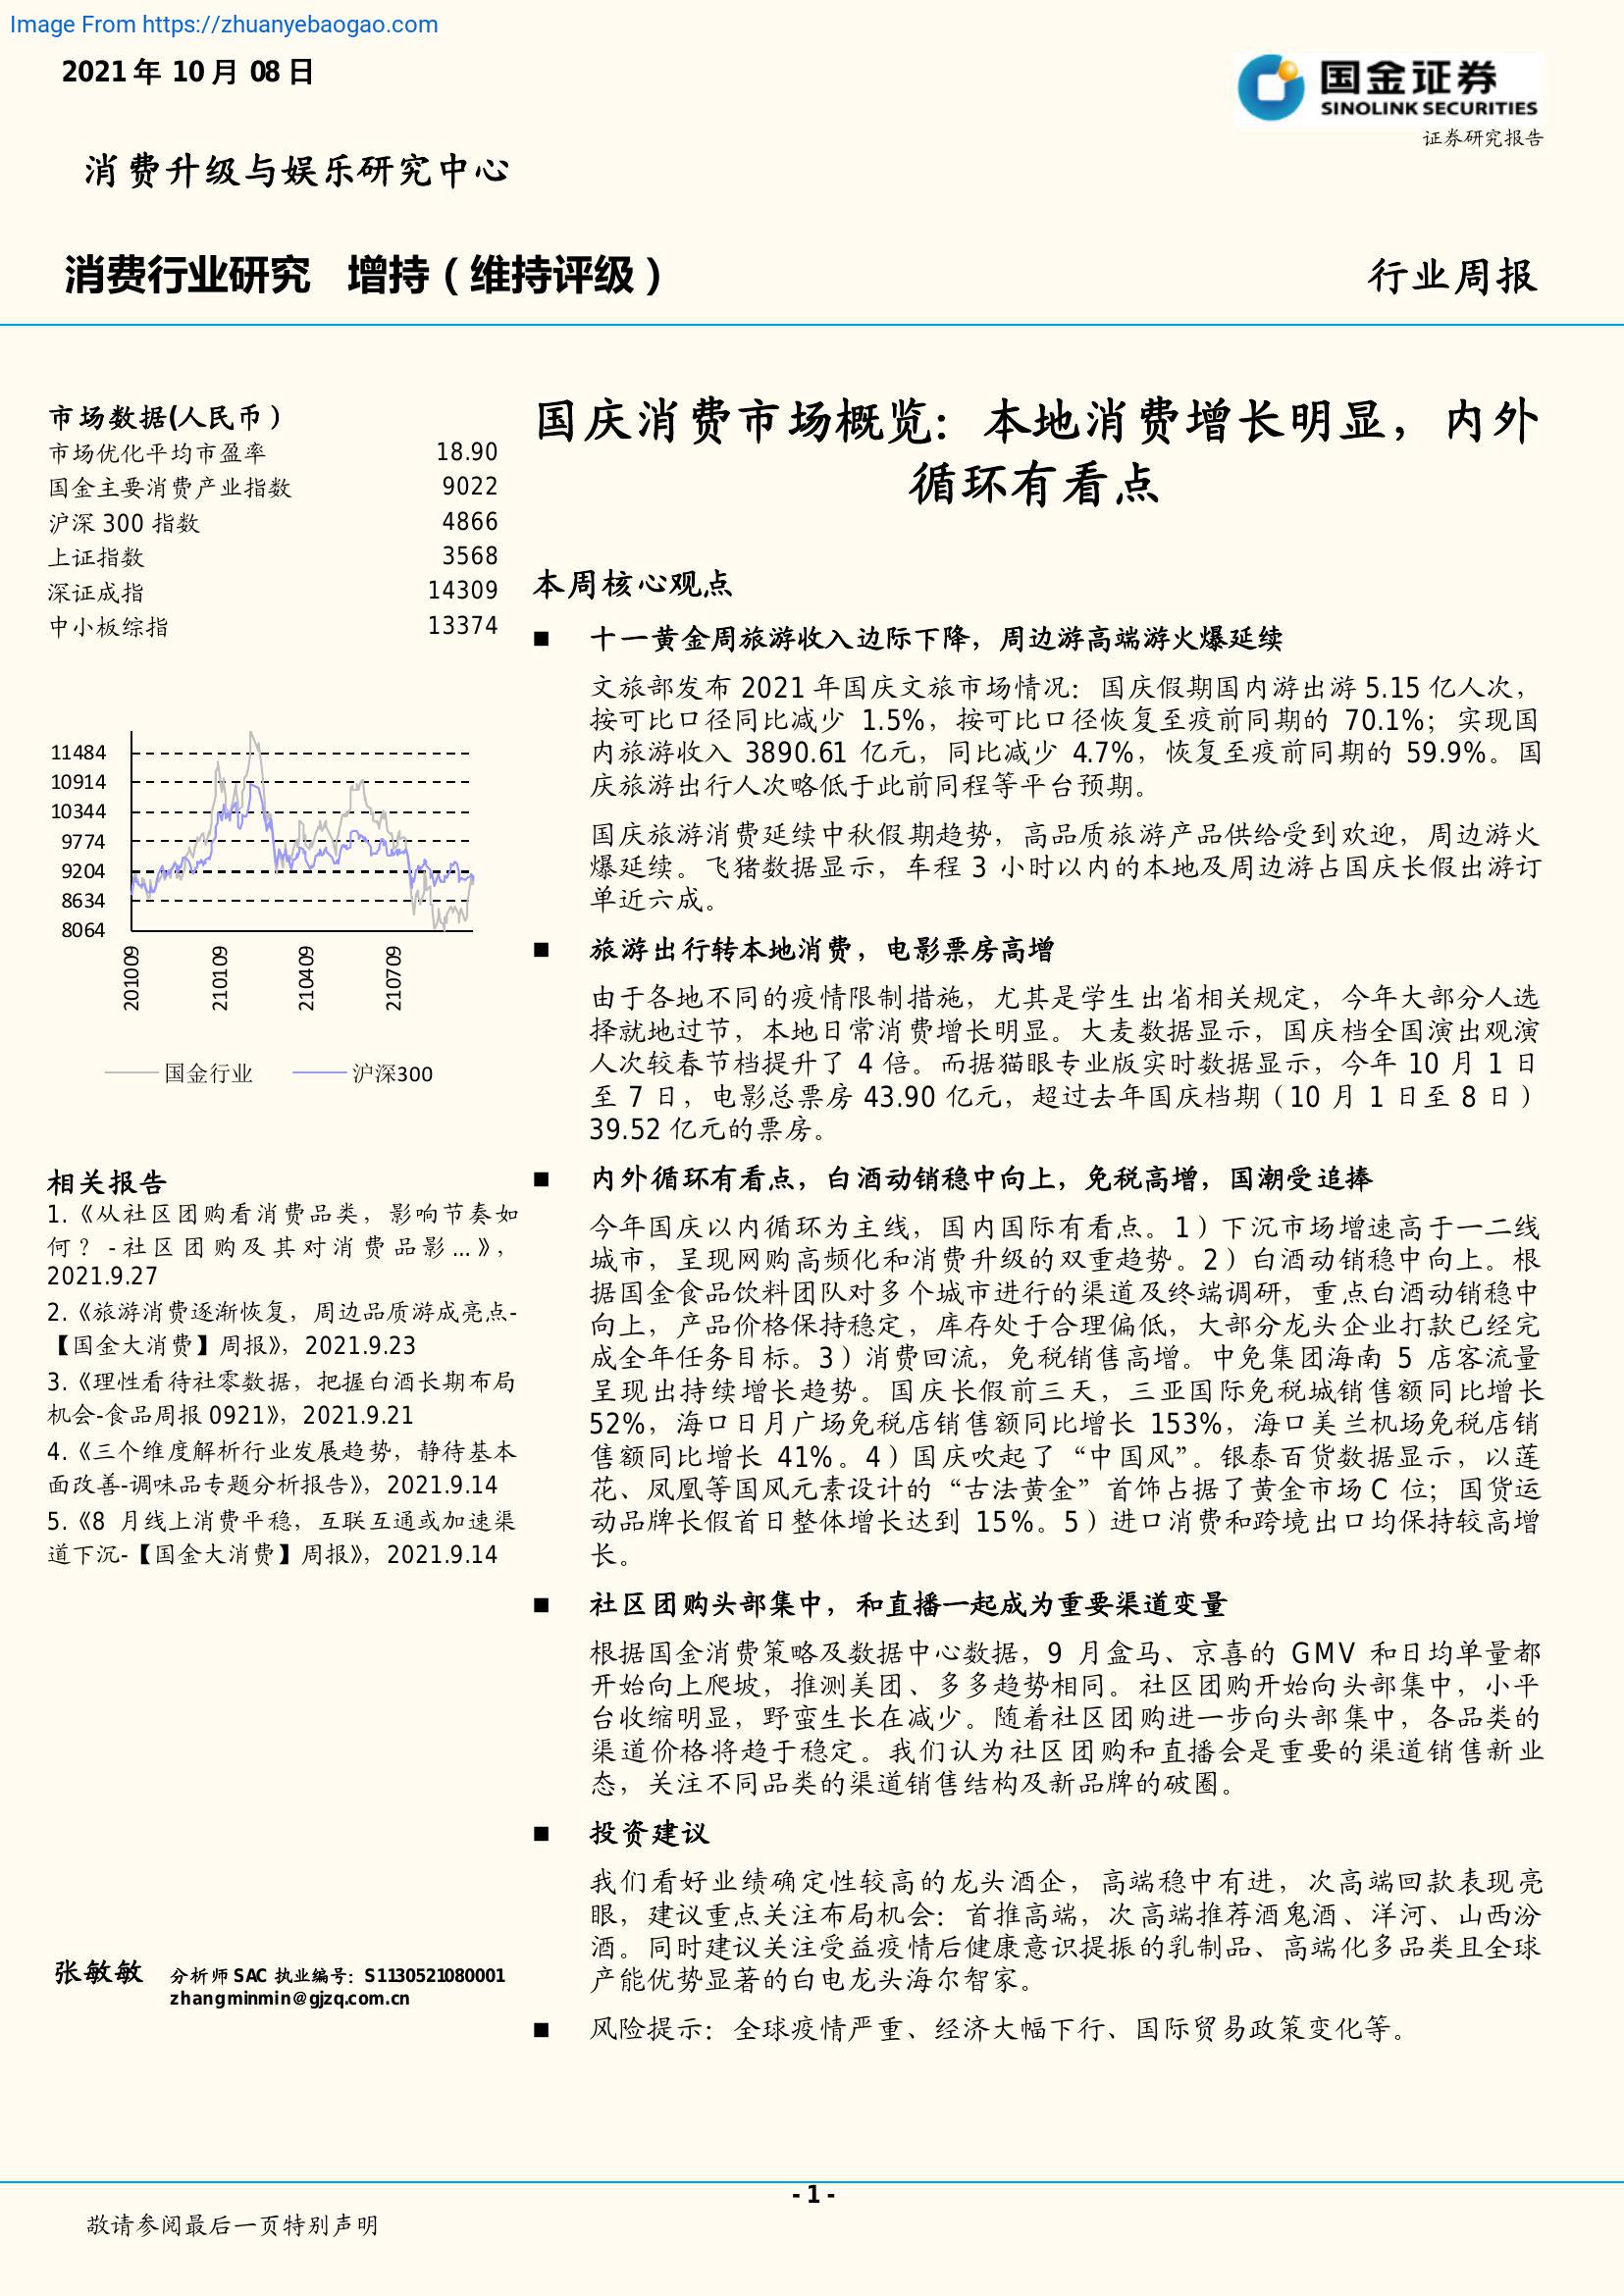 Image From https://zhuanyebaogao.com
2021 年 10 月 08 日
国金证券
SINOLINK SECURITIES
证券研究报告
消费升级与娱乐研究中心
消费行业研究 增持（维持评级）
行业周报
市场数据(人民币）
市场优化平均市盈率 18.90
国金主要消费产业指数 9022
沪深 300 指数 4866
上证指数 3568
深证成指 14309
中小板综指 13374
11484
10914
10344
9774
9204
8634
8064
201009
210109
210409
210709
国金行业 沪深300
相关报告
1.《从社区团购看消费品类，影响节奏如
何？ -社区团购及其对消费品影...》，
2021.9.27
2.《旅游消费逐渐恢复，周边品质游成亮点-
【国金大消费】周报》，2021.9.23
3.《理性看待社零数据，把握白酒长期布局
机会-食品周报 0921》，2021.9.21
4.《三个维度解析行业发展趋势，静待基本
面改善-调味品专题分析报告》，2021.9.14
5.《8 月线上消费平稳，互联互通或加速渠
道下沉-【国金大消费】周报》，2021.9.14
张敏敏 分析师 SAC 执业编号：S1130521080001
zhangminmin@gjzq.com.cn
国庆消费市场概览：本地消费增长明显，内外
循环有看点
本周核心观点
■ 十一黄金周旅游收入边际下降，周边游高端游火爆延续
文旅部发布 2021 年国庆文旅市场情况：国庆假期国内游出游 5.15 亿人次，
按可比口径同比减少 1.5%，按可比口径恢复至疫前同期的 70.1%；实现国
内旅游收入 3890.61 亿元，同比减少 4.7%，恢复至疫前同期的 59.9%。国
庆旅游出行人次略低于此前同程等平台预期。
国庆旅游消费延续中秋假期趋势，高品质旅游产品供给受到欢迎，周边游火
爆延续。飞猪数据显示，车程 3 小时以内的本地及周边游占国庆长假出游订
单近六成。
■ 旅游出行转本地消费，电影票房高增
由于各地不同的疫情限制措施，尤其是学生出省相关规定，今年大部分人选
择就地过节，本地日常消费增长明显。大麦数据显示，国庆档全国演出观演
人次较春节档提升了 4 倍。而据猫眼专业版实时数据显示，今年 10 月 1 日
至 7 日，电影总票房 43.90 亿元，超过去年国庆档期（10 月 1 日至 8 日）
39.52 亿元的票房。
■ 内外循环有看点，白酒动销稳中向上，免税高增，国潮受追捧
今年国庆以内循环为主线，国内国际有看点。1）下沉市场增速高于一二线
城市，呈现网购高频化和消费升级的双重趋势。2）白酒动销稳中向上。根
据国金食品饮料团队对多个城市进行的渠道及终端调研，重点白酒动销稳中
向上，产品价格保持稳定，库存处于合理偏低，大部分龙头企业打款已经完
成全年任务目标。3）消费回流，免税销售高增。中免集团海南 5 店客流量
呈现出持续增长趋势。国庆长假前三天，三亚国际免税城销售额同比增长
52%，海口日月广场免税店销售额同比增长 153%，海口美兰机场免税店销
售额同比增长 41%。4）国庆吹起了“中国风”。银泰百货数据显示，以莲
花、凤凰等国风元素设计的“古法黄金”首饰占据了黄金市场 C 位；国货运
动品牌长假首日整体增长达到 15%。5）进口消费和跨境出口均保持较高增
长。
■ 社区团购头部集中，和直播一起成为重要渠道变量
根据国金消费策略及数据中心数据，9 月盒马、京喜的 GMV 和日均单量都
开始向上爬坡，推测美团、多多趋势相同。社区团购开始向头部集中，小平
台收缩明显，野蛮生长在减少。随着社区团购进一步向头部集中，各品类的
渠道价格将趋于稳定。我们认为社区团购和直播会是重要的渠道销售新业
态，关注不同品类的渠道销售结构及新品牌的破圈。
■ 投资建议
我们看好业绩确定性较高的龙头酒企，高端稳中有进，次高端回款表现亮
眼，建议重点关注布局机会：首推高端，次高端推荐酒鬼酒、洋河、山西汾
酒。同时建议关注受益疫情后健康意识提振的乳制品、高端化多品类且全球
产能优势显著的白电龙头海尔智家。
■ 风险提示：全球疫情严重、经济大幅下行、国际贸易政策变化等。
- 1 -
敬请参阅最后一页特别声明